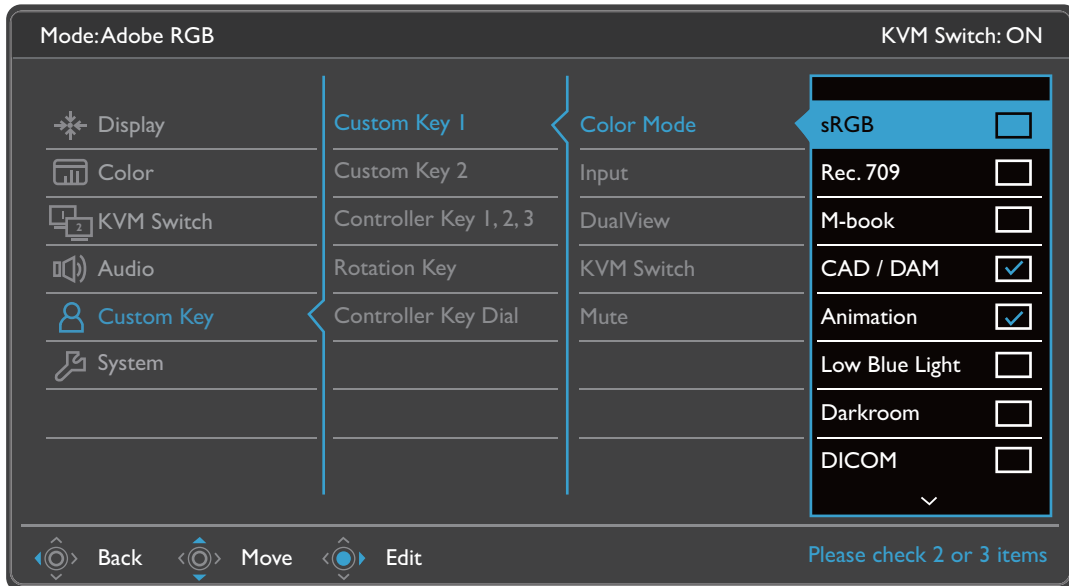 Mode: Adobe RGB
KVM Switch: ON
Display
Color
1
2
KVM Switch
Audio
Custom Key
System
Custom Key 1
Custom Key 2
Controller Key 1, 2, 3
Rotation Key
Controller Key Dial
Color Mode
Input
DualView
KVM Switch
Mute
sRGB
Rec. 709
M-book
CAD / DAM
Animation
Low Blue Light
Darkroom
DICOM
Back
Move
Edit
Please check 2 or 3 items